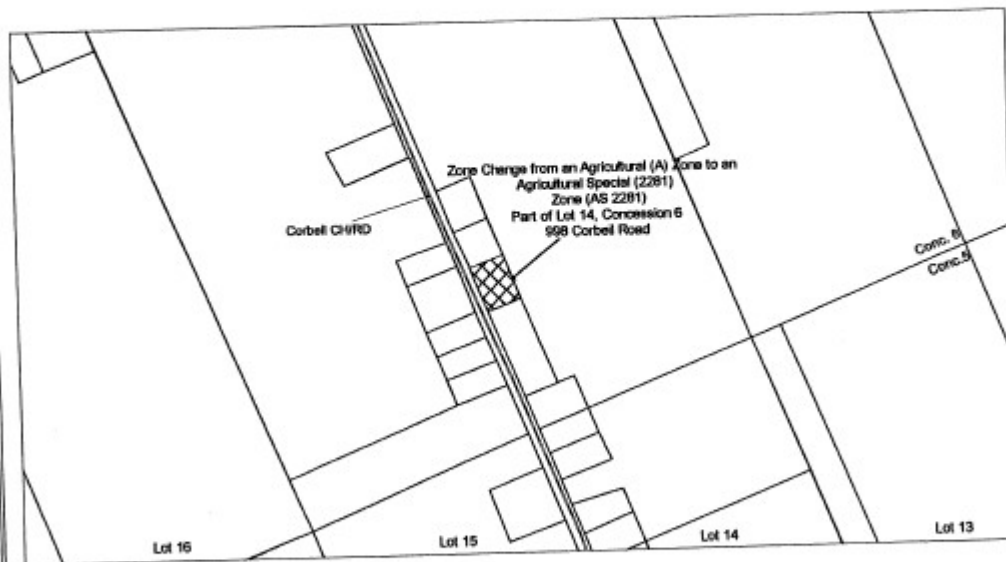 Zone Change from an Agricultural (A) Zone to an
Agricultural Special (2281)
Zone (AS 2281)
Part of Lot 14, Concession 6
998 Corbeil Road
Corbeil CH/RD
Conc. 6
Conc.5
Lot 16
Lot 15
Lot 14
Lot 13